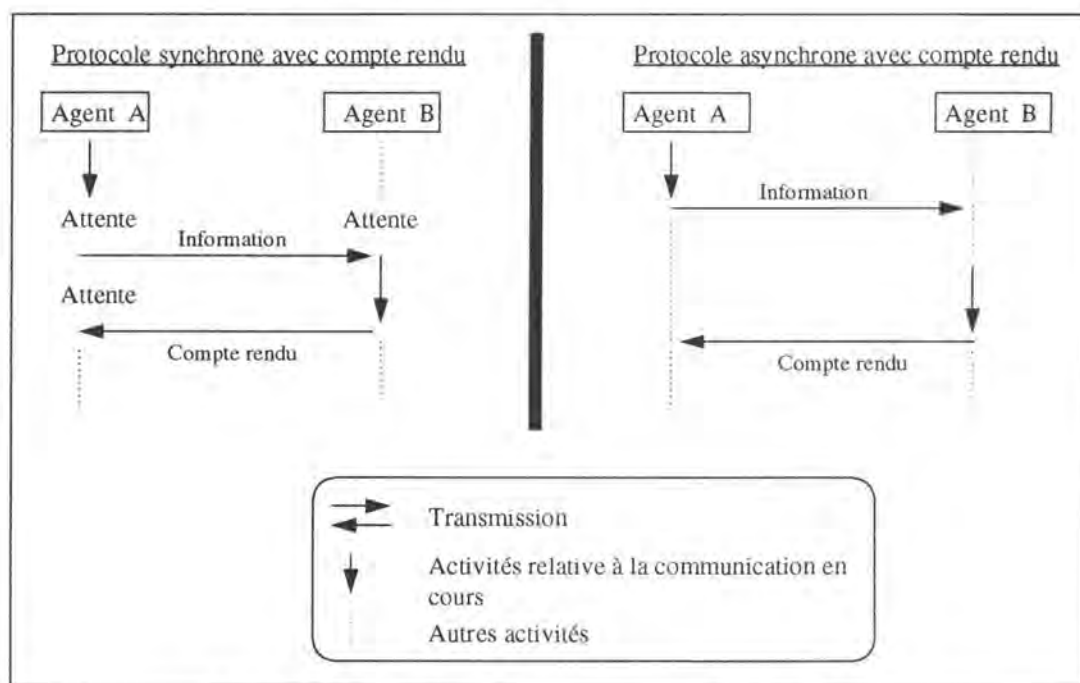 Protocole synchrone avec compte rendu
Agent A
Agent B
Attente
Attente
Information
Attente
Compte rendu
Protocole asynchrone avec compte rendu
Agent A
Agent B
Information
Compte rendu
Transmission
Activités relative à la communication en
cours
Autres activités